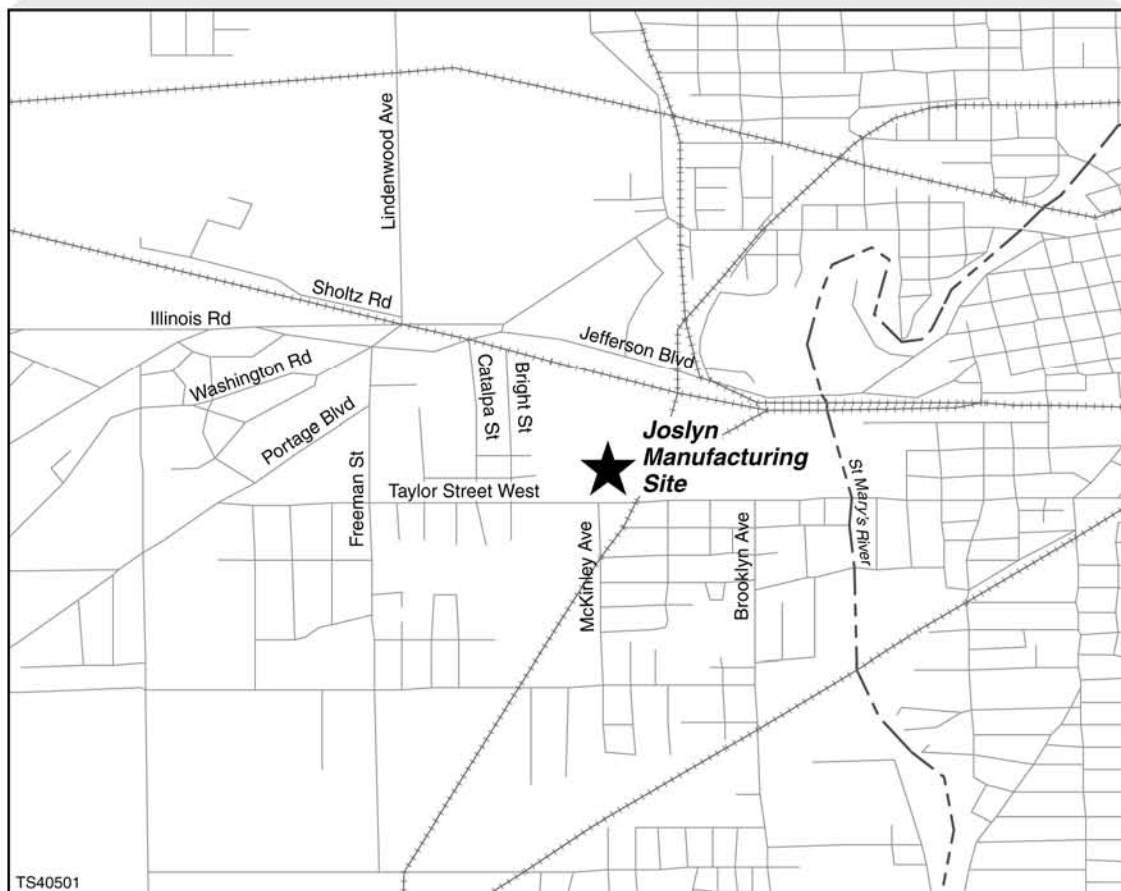 Lindenwood Ave
Sholtz Rd
Illinois Rd
Jefferson Blvd
Washington Rd
Catalpa St
Bright St
Portage Blvd
Joslyn
Manufacturing
Site
Freeman St
Taylor Street West
St Mary's River
McKinley Ave
Brooklyn Ave
TS40501